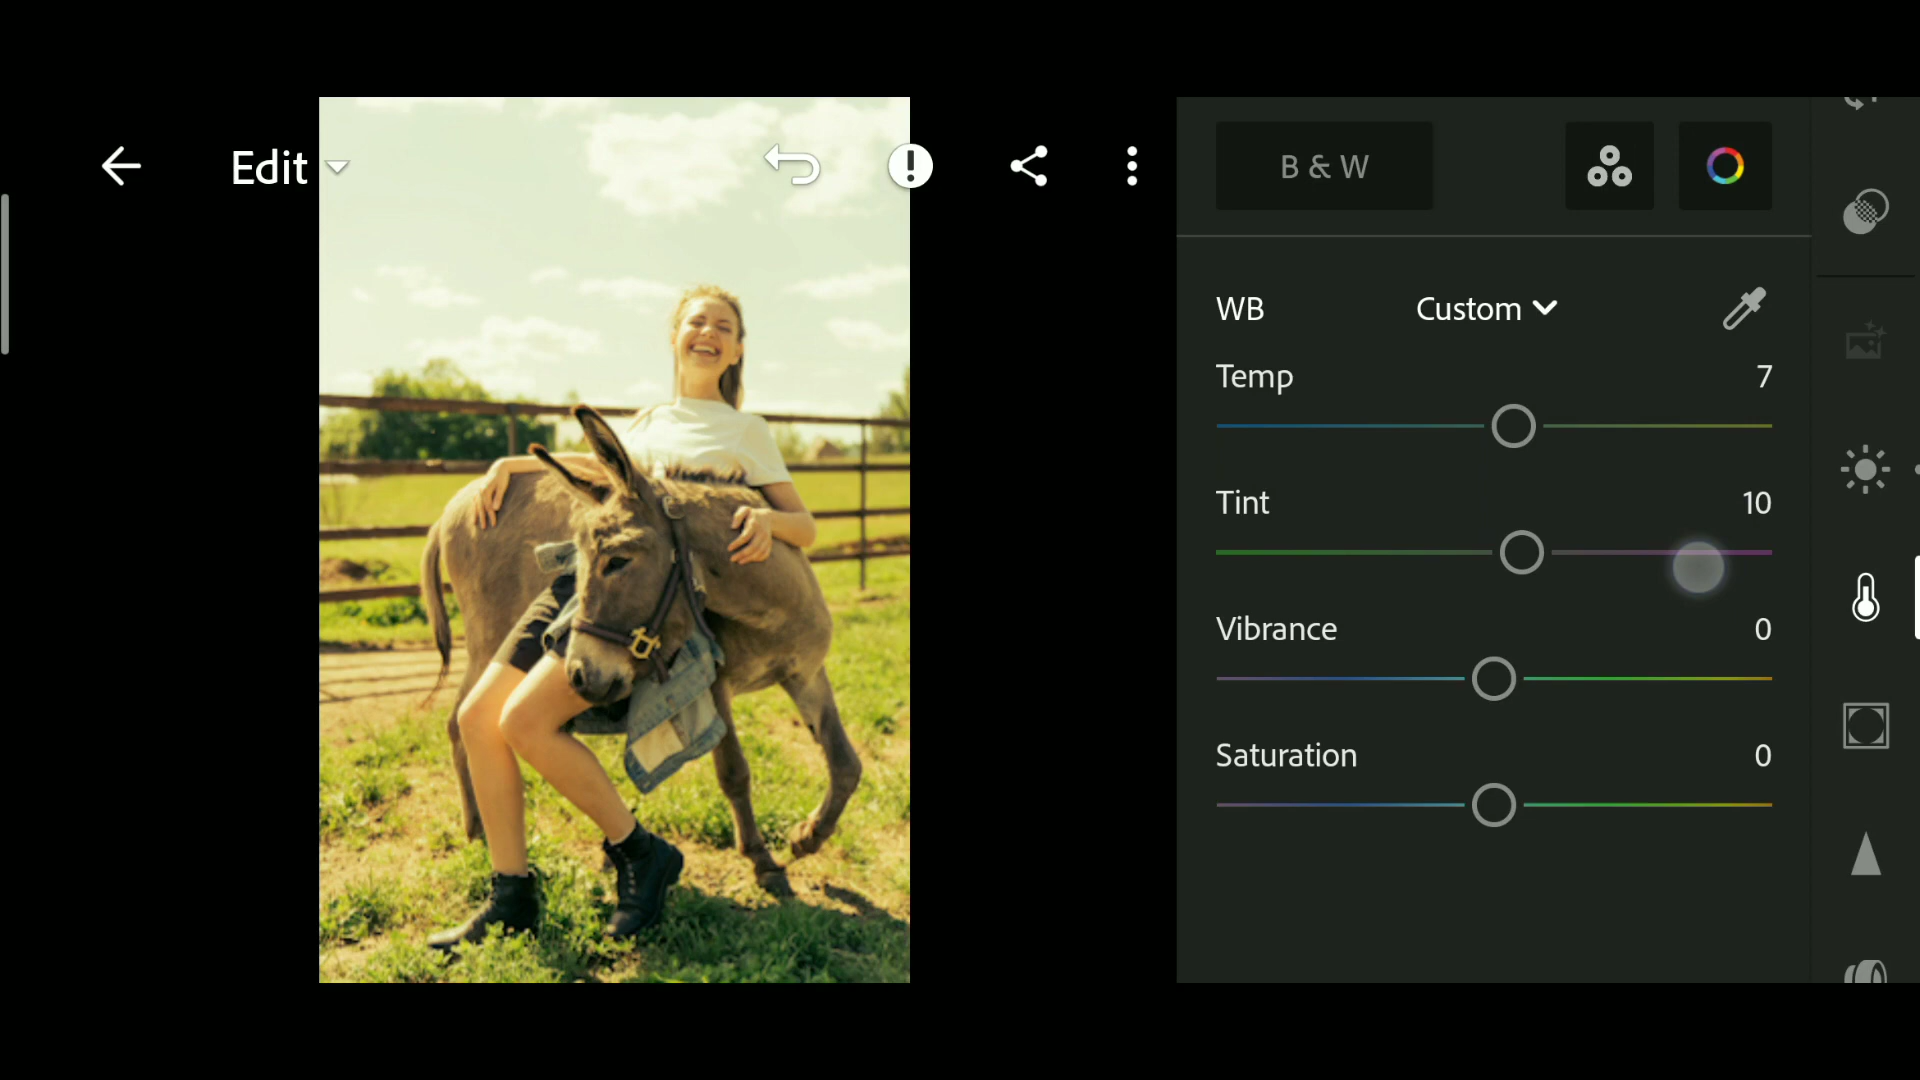 Edit
B & W
WB Custom
Temp 7
Tint 10
Vibrance 0
Saturation 0